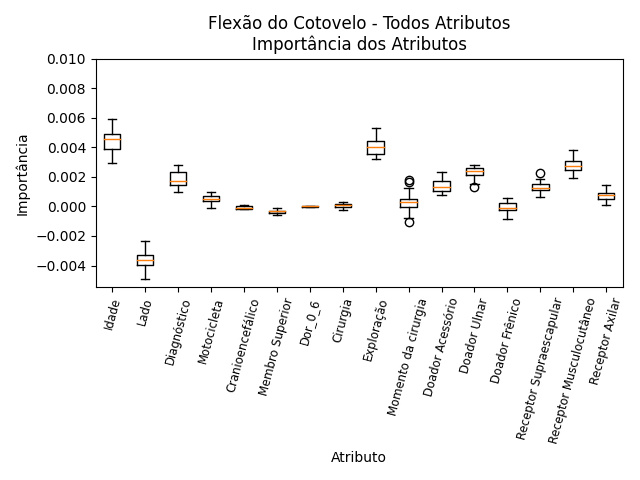 Flexão do Cotovelo - Todos Atributos
Importância dos Atributos
0.010
0.008
0.006
0.004
0.002
0.000
−0.002
−0.004
Importância
Idade
Lado
Diagnóstico
Motocicleta
Cranioencefálico
Membro Superior
Dor_0_6
Cirurgia
Exploração
Momento da cirurgia
Doador Acessório
Doador Ulnar
Doador Frênico
Receptor Supraescapular
Receptor Musculocutâneo
Receptor Axilar
Atributo